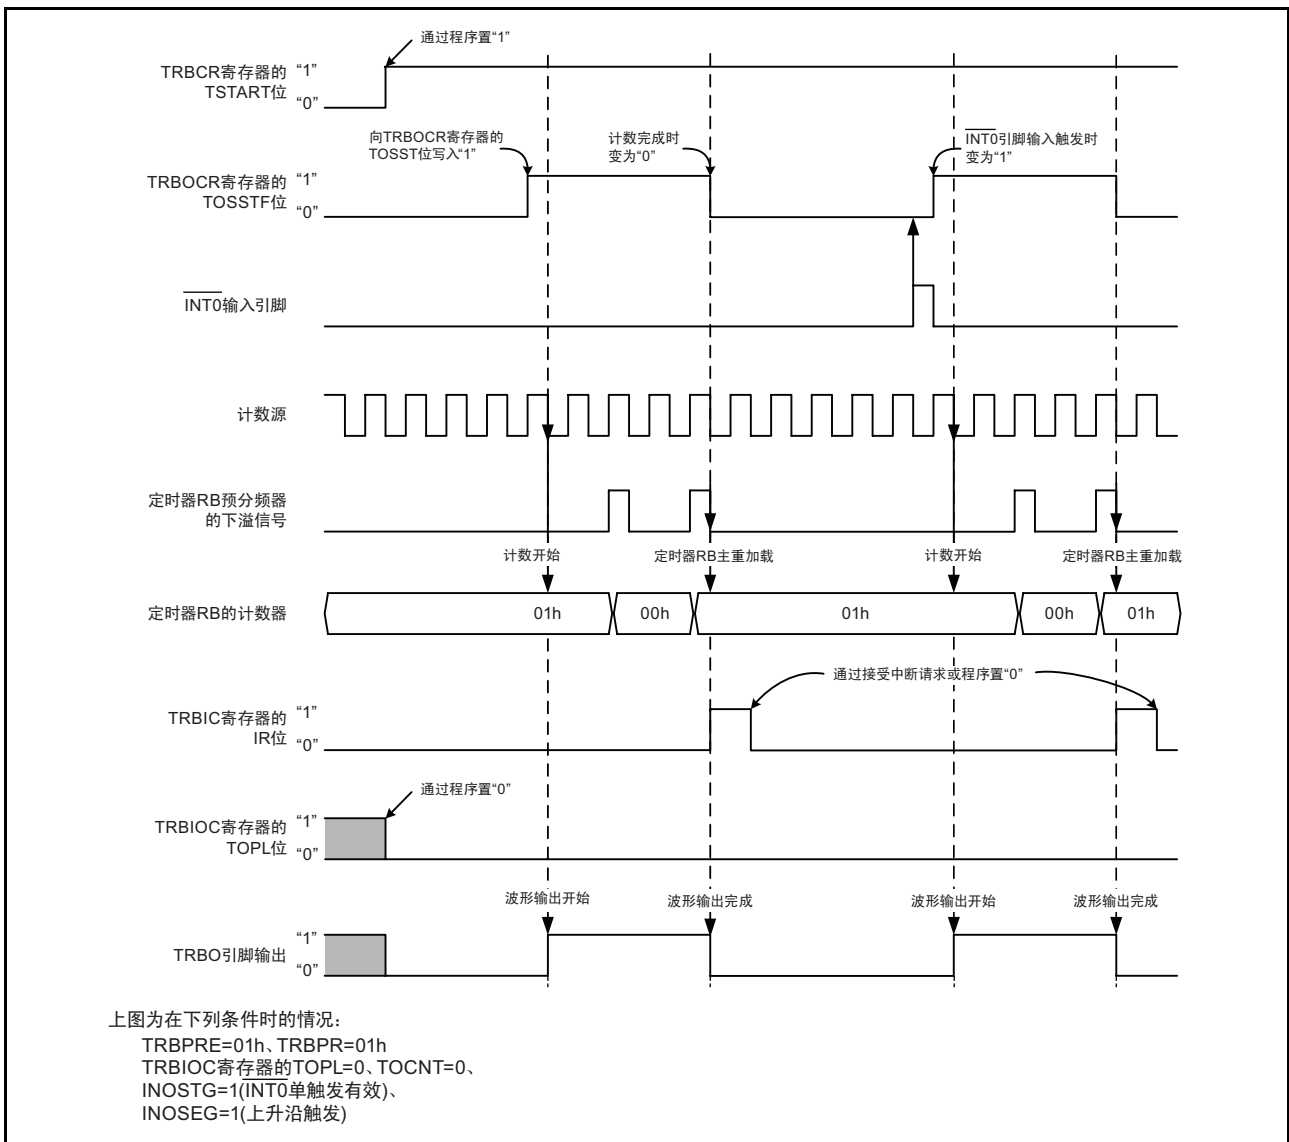 通过程序置“1”
TRBCR寄存器的
TSTART位
“1”
“0”
向TRBOCR寄存器的
TOSST位写入“1”
计数完成时
变为“0”
INT0引脚输入触发时
变为“1”
TRBOCR寄存器的
TOSSTF位
“1”
“0”
INT0输入引脚
计数源
定时器RB预分频器
的下溢信号
计数开始
定时器RB主重加载
计数开始
定时器RB主重加载
定时器RB的计数器
01h
00h
01h
00h
01h
通过接受中断请求或程序置“0”
TRBIC寄存器的
IR位
“1”
“0”
通过程序置“0”
TRBIOC寄存器的
TOPL位
“1”
“0”
波形输出开始
波形输出完成
波形输出开始
波形输出完成
TRBO引脚输出
“1”
“0”
上图为在下列条件时的情况：
TRBPRE=01h、TRBPR=01h
TRBIOC寄存器的TOPL=0、TOCNT=0、
INOSTG=1(INT0单触发有效)、
INOSEG=1(上升沿触发)